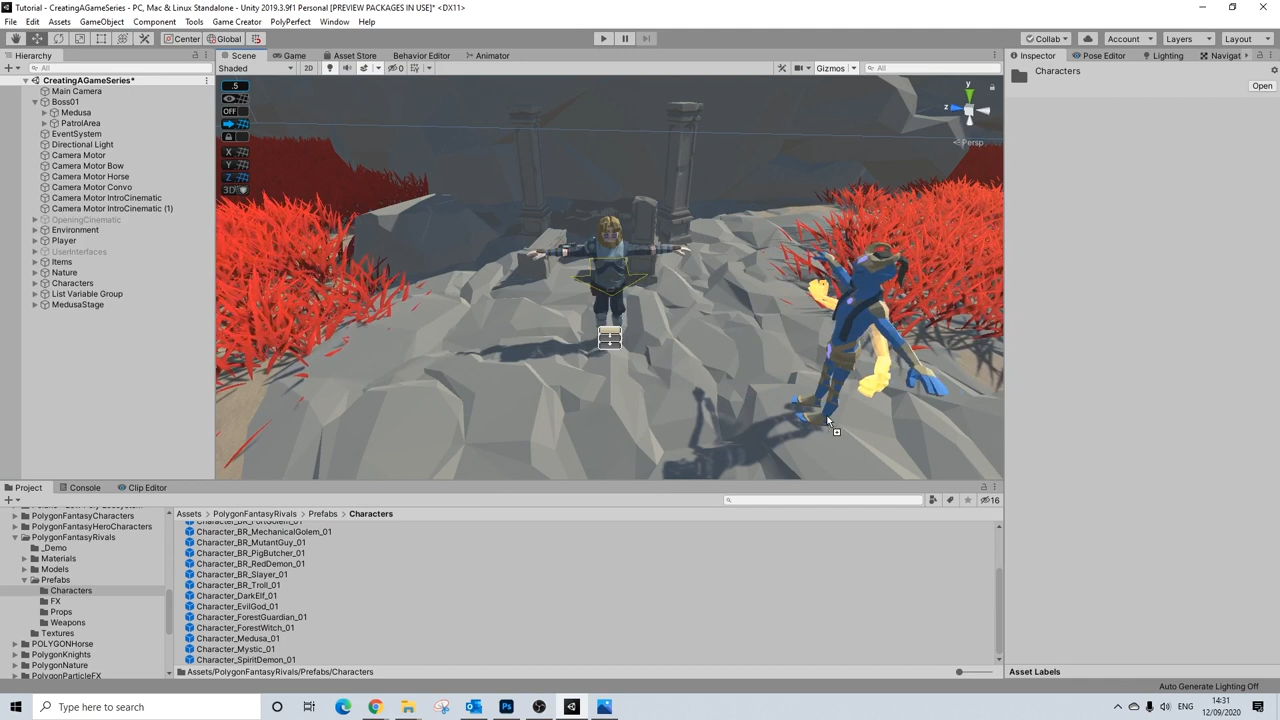 Tutorial - CreatingAGameSeries - PC, Mac & Linux Standalone - Unity 2019.3.9f1 Personal [PREVIEW PACKAGES IN USE]* <DX11>
File Edit Assets GameObject Component Tools Game Creator PolyPerfect Window Help
Center Global Collab Account Layers Layout
Hierarchy Scene Game Asset Store Behavior Editor Animator Inspector Pose Editor Lighting Navigat
All Shaded 2D 0 Gizmos All Characters
CreatingAGameSeries* .5 y Open
Main Camera
Boss01 z
Medusa OFF
PatrolArea
EventSystem
Directional Light Persp
Camera Motor X
Camera Motor Bow Y
Camera Motor Horse Z
Camera Motor Convo 3D
Camera Motor IntroCinematic
Camera Motor IntroCinematic (1)
OpeningCinematic
Environment
Player
UserInterfaces
Items
Nature
Characters
List Variable Group
MedusaStage
Project Console Clip Editor
16
PolygonFantasyCharacters Assets PolygonFantasyRivals Prefabs Characters
PolygonFantasyHeroCharacters Character_BR_FortGolem_01
PolygonFantasyRivals Character_BR_MechanicalGolem_01
_Demo Character_BR_MutantGuy_01
Materials Character_BR_PigButcher_01
Models Character_BR_RedDemon_01
Prefabs Character_BR_Slayer_01
Characters Character_BR_Troll_01
FX Character_DarkElf_01
Props Character_EvilGod_01
Weapons Character_ForestGuardian_01
Textures Character_ForestWitch_01
POLYGONHorse Character_Medusa_01
PolygonKnights Character_Mystic_01
PolygonNature Character_SpiritDemon_01
PolygonParticleFX Assets/PolygonFantasyRivals/Prefabs/Characters Asset Labels
Auto Generate Lighting Off
Type here to search ENG 14:31
12/09/2020